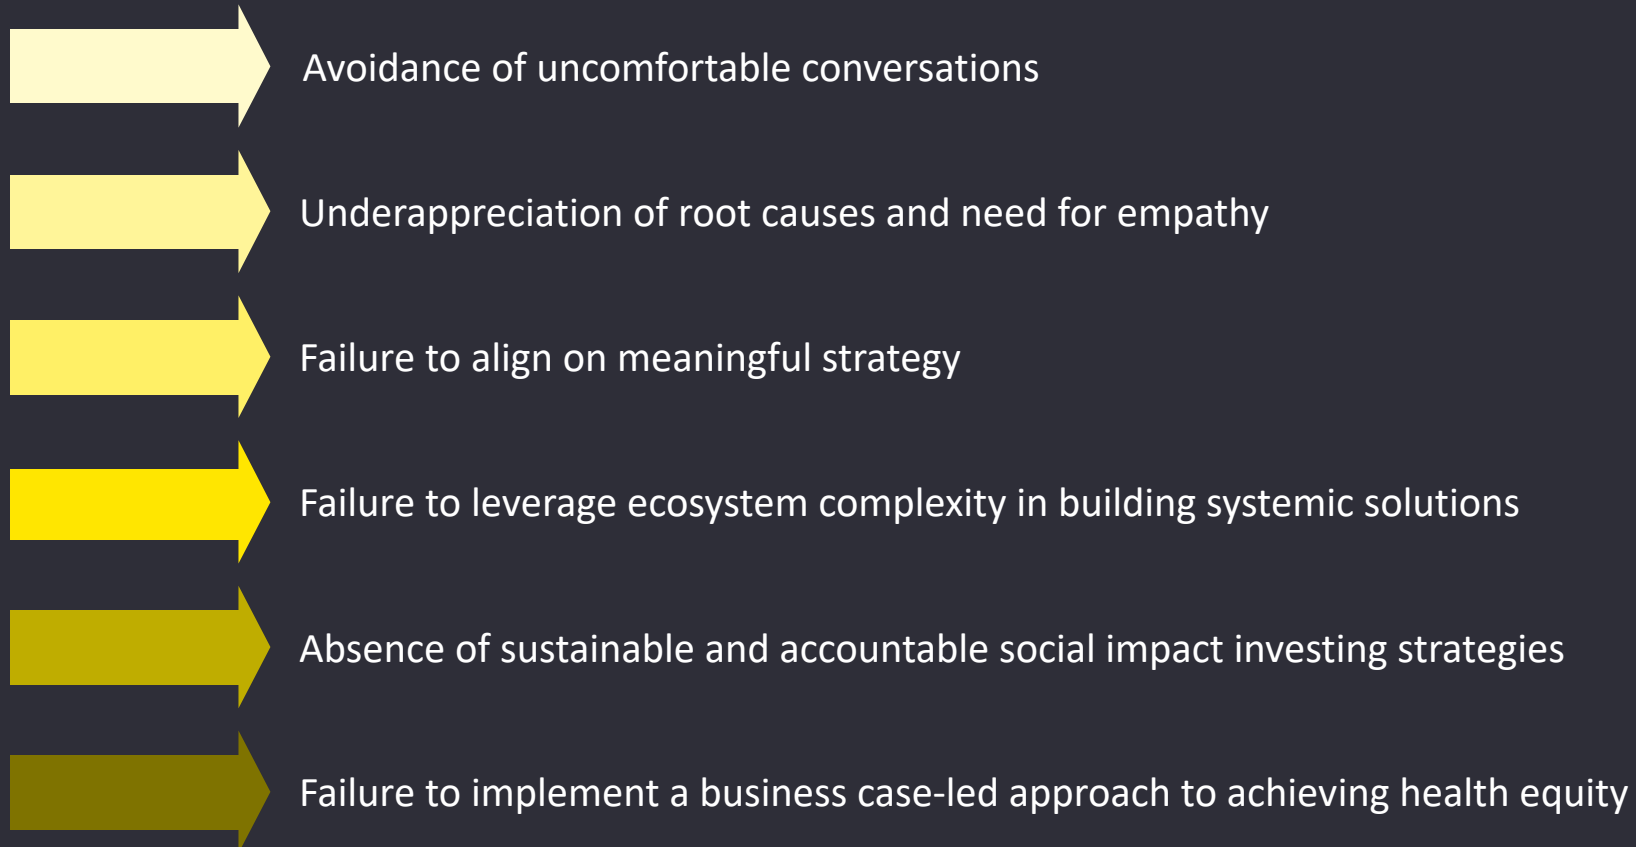 Avoidance of uncomfortable conversations
Underappreciation of root causes and need for empathy
Failure to align on meaningful strategy
Failure to leverage ecosystem complexity in building systemic solutions
Absence of sustainable and accountable social impact investing strategies
Failure to implement a business case-led approach to achieving health equity